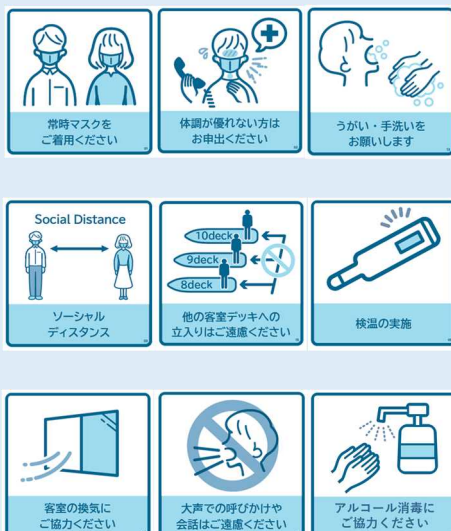 常時マスクを
ご着用ください
体調が優れない方は
お申出ください
うがい・手洗いを
お願いします
Social Distance
ソーシャル
ディスタンス
10deck
9deck
8deck
他の客室デッキへの
立入りはご遠慮ください
検温の実施
客室の換気に
ご協力ください
大声での呼びかけや
会話はご遠慮ください
アルコール消毒に
ご協力ください